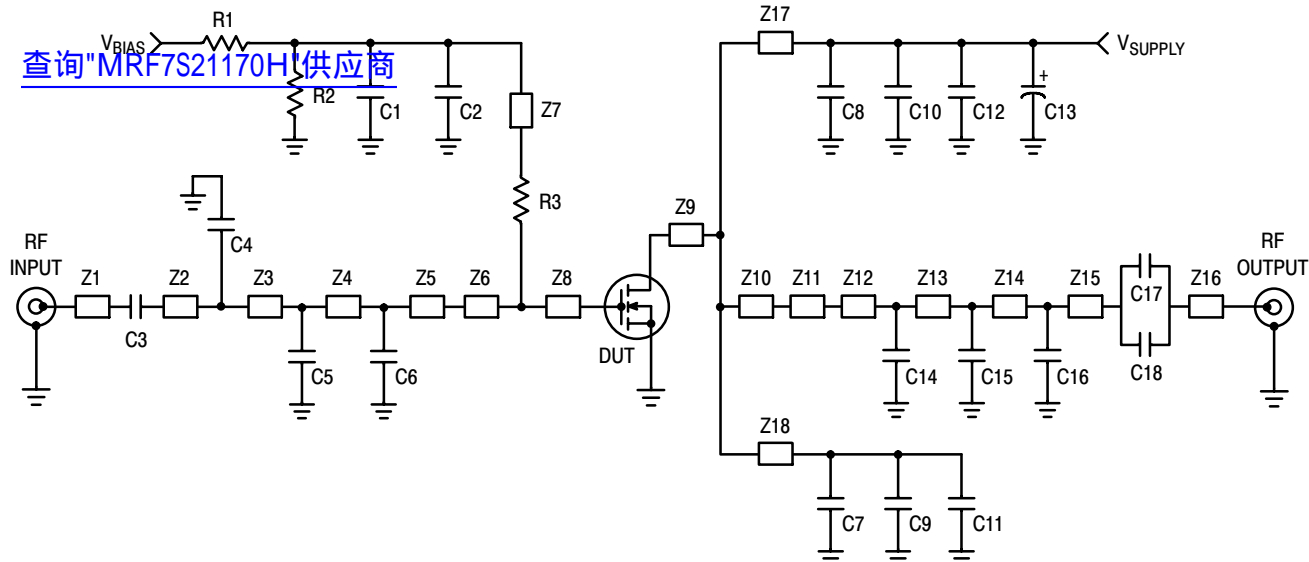 R1
Z17
V_BIAS
V_SUPPLY
查询"MRF7S21170H"供应商
R2
C1
C2
Z7
+
C8
C10
C12
C13
R3
Z9
C4
RF
INPUT
RF
OUTPUT
Z1
Z2
Z3
Z4
Z5
Z6
Z8
Z10
Z11
Z12
Z13
Z14
Z15
C17
Z16
C3
DUT
C5
C6
C14
C15
C16
C18
Z18
C7
C9
C11